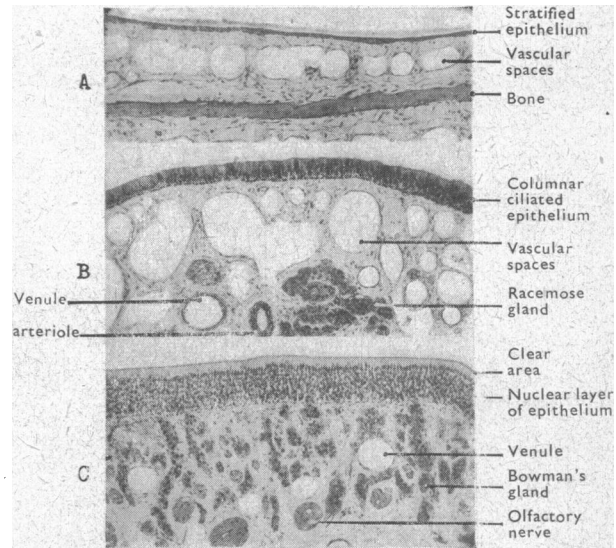 Stratified
epithelium
Vascular
spaces
A
Bone
Columnar
ciliated
epithelium
Vascular
spaces
B
Venule
Racemose
gland
arteriole
Clear
area
Nuclear layer
of epithelium
Venule
C
Bowman's
gland
Olfactory
nerve